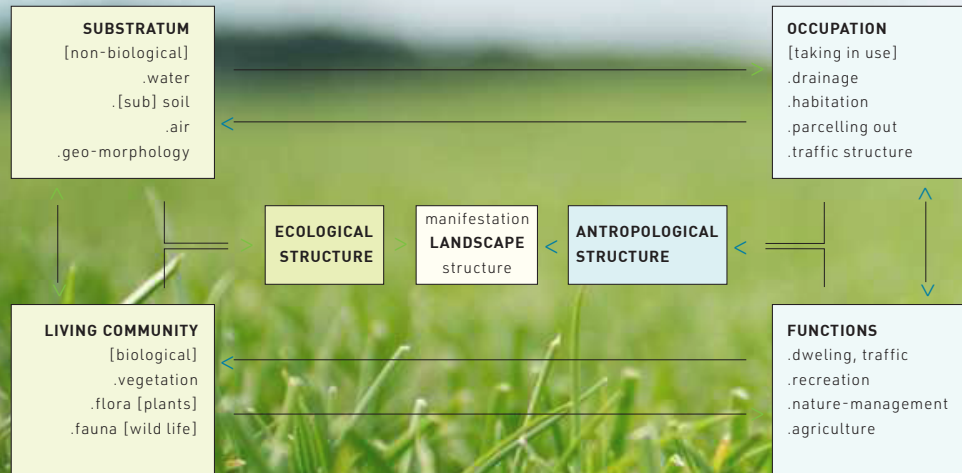 SUBSTRATUM
[non-biological]
.water
.[sub] soil
.air
.geo-morphology
OCCUPATION
[taking in use]
.drainage
.habitation
.parcelling out
.traffic structure
ECOLOGICAL
STRUCTURE
manifestation
LANDSCAPE
structure
ANTROPOLOGICAL
STRUCTURE
LIVING COMMUNITY
[biological]
.vegetation
.flora [plants]
.fauna [wild life]
FUNCTIONS
.dweling, traffic
.recreation
.nature-management
.agriculture